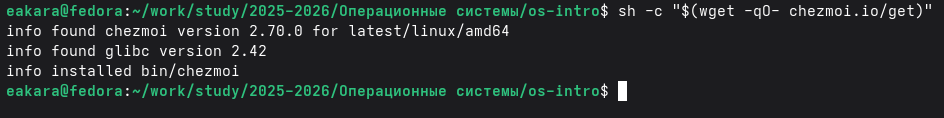 eakara@fedora:~/work/study/2025-2026/Операционные системы/os-intro$ sh -c "$(wget -qO- chezmoi.io/get)"
info found chezmoi version 2.70.0 for latest/linux/amd64
info found glibc version 2.42
info installed bin/chezmoi
eakara@fedora:~/work/study/2025-2026/Операционные системы/os-intro$